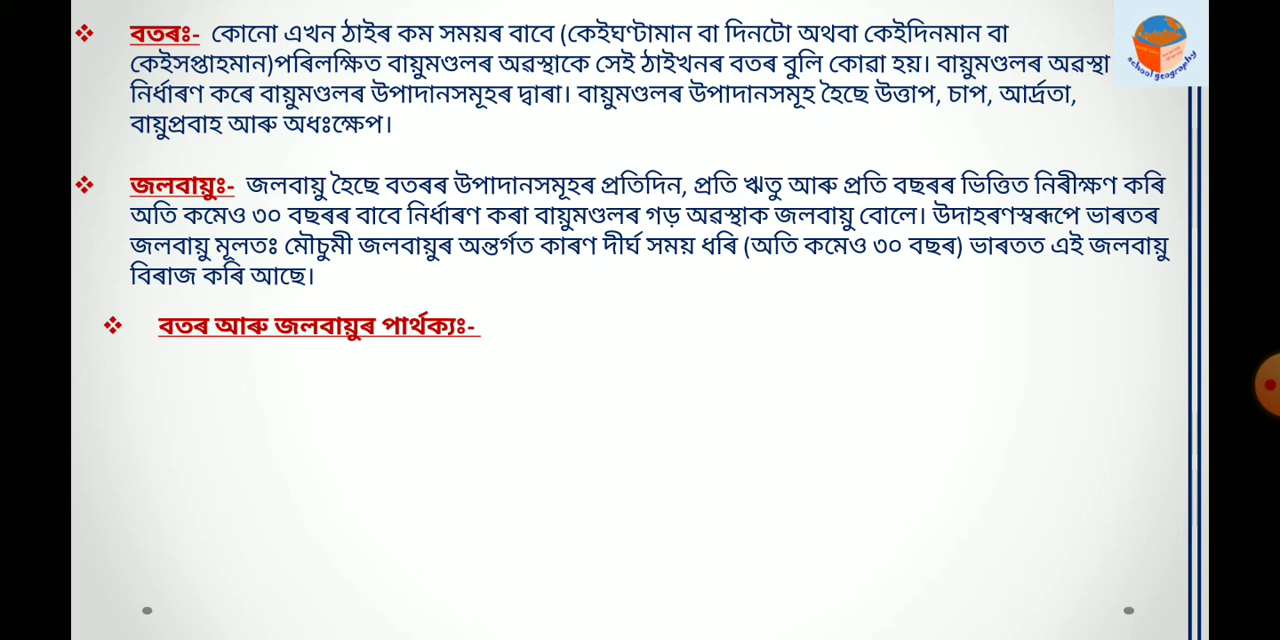 ❖ বতৰঃ- কোনো এখন ঠাইৰ কম সময়ৰ বাবে (কেইঘণ্টামান বা দিনটো অথবা কেইদিনমান বা
কেইসপ্তাহমান)পৰিলক্ষিত বায়ুমণ্ডলৰ অৱস্থাকে সেই ঠাইখনৰ বতৰ বুলি কোৱা হয়। বায়ুমণ্ডলৰ অৱস্থা
নিৰ্ধাৰণ কৰে বায়ুমণ্ডলৰ উপাদানসমূহৰ দ্বাৰা। বায়ুমণ্ডলৰ উপাদানসমূহ হৈছে উত্তাপ, চাপ, আৰ্দ্ৰতা,
বায়ুপ্ৰবাহ আৰু অধঃক্ষেপ।
❖ জলবায়ুঃ- জলবায়ু হৈছে বতৰৰ উপাদানসমূহৰ প্ৰতিদিন, প্ৰতি ঋতু আৰু প্ৰতি বছৰৰ ভিত্তিত নিৰীক্ষণ কৰি
অতি কমেও ৩০ বছৰৰ বাবে নিৰ্ধাৰণ কৰা বায়ুমণ্ডলৰ গড় অৱস্থাক জলবায়ু বোলে। উদাহৰণস্বৰূপে ভাৰতৰ
জলবায়ু মূলতঃ মৌচুমী জলবায়ুৰ অন্তৰ্গত কাৰণ দীৰ্ঘ সময় ধৰি (অতি কমেও ৩০ বছৰ) ভাৰতত এই জলবায়ু
বিৰাজ কৰি আছে।
❖ বতৰ আৰু জলবায়ুৰ পাৰ্থক্যঃ-
school geography